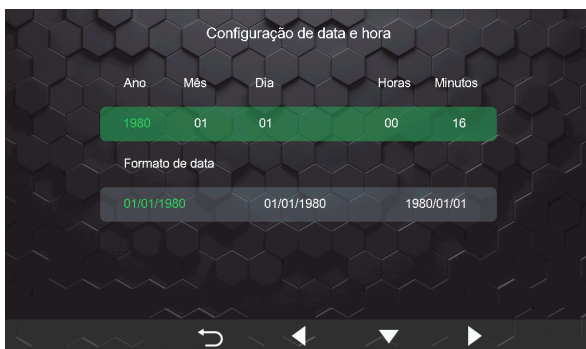 Configuração de data e hora
Ano Mês Dia Horas Minutos
1980 01 01 00 16
Formato de data
01/01/1980 01/01/1980 1980/01/01